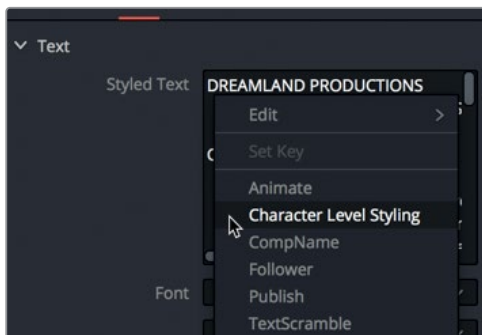 Text
Styled Text DREAMLAND PRODUCTIONS
Edit
Set Key
Animate
Character Level Styling
CompName
Follower
Font
Publish
TextScramble